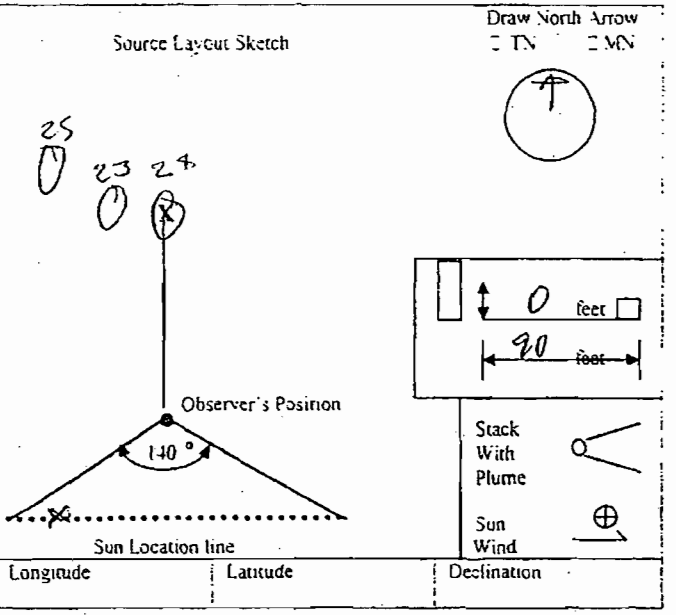 Draw North Arrow
Source Layout Sketch
TN MN
25
23 24
0 feet
90 feet
Observer's Position
140°
Stack
With
Plume
Sun
Wind
Sun Location line
Longitude Latitude Declination